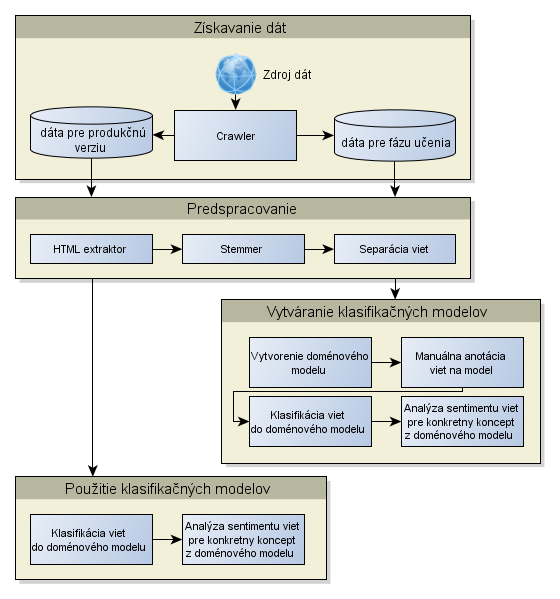 Získavanie dát
Zdroj dát
dáta pre produkčnú
verziu
Crawler
dáta pre fázu učenia
Predspracovanie
HTML extraktor
Stemmer
Separácia viet
Vytváranie klasifikačných modelov
Vytvorenie doménového
modelu
Manuálna anotácia
viet na model
Klasifikácia viet
do doménového modelu
Analýza sentimentu viet
pre konkretny koncept
z doménového modelu
Použitie klasifikačných modelov
Klasifikácia viet
do doménového modelu
Analýza sentimentu viet
pre konkretny koncept
z doménového modelu